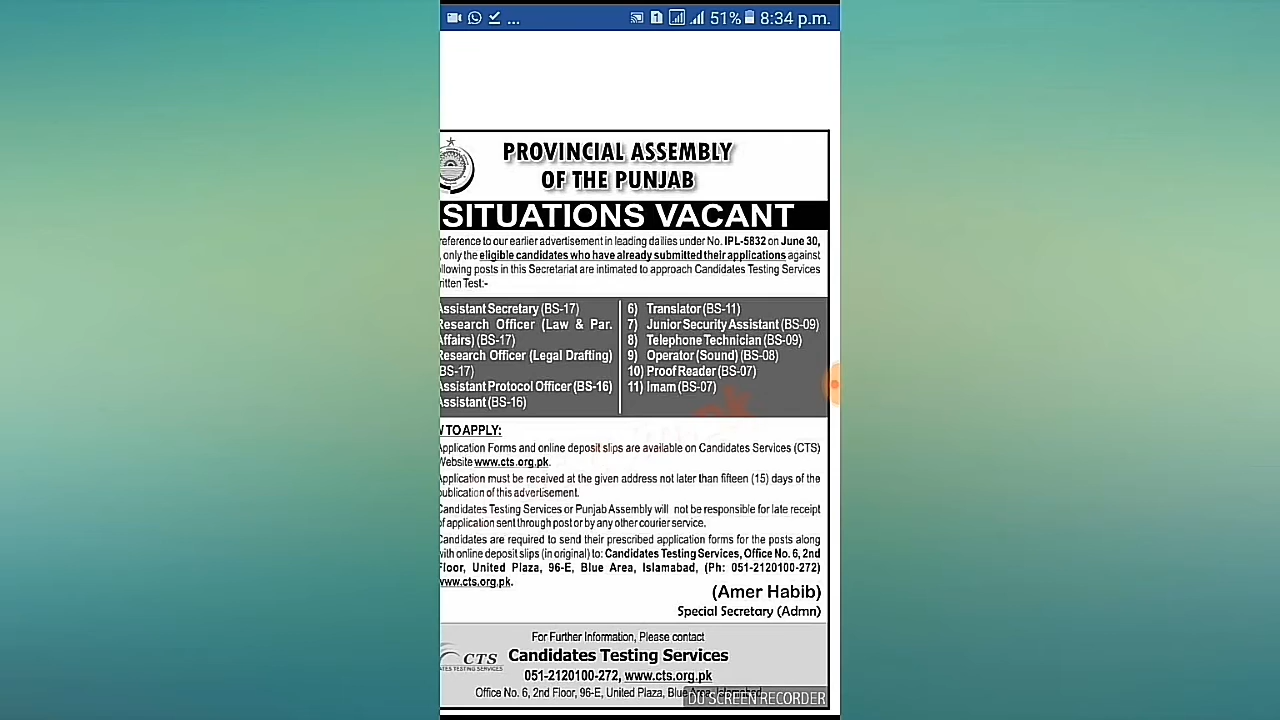 ... 51% 8:34 p.m.
PROVINCIAL ASSEMBLY
OF THE PUNJAB
SITUATIONS VACANT
reference to our earlier advertisement in leading dailies under No. IPL-5832 on June 30,
, only the eligible candidates who have already submitted their applications against
llowing posts in this Secretariat are intimated to approach Candidates Testing Services
ritten Test:-
Assistant Secretary (BS-17)
Research Officer (Law & Par.
Affairs) (BS-17)
Research Officer (Legal Drafting)
BS-17)
Assistant Protocol Officer (BS-16)
Assistant (BS-16)
6) Translator (BS-11)
7) Junior Security Assistant (BS-09)
8) Telephone Technician (BS-09)
9) Operator (Sound) (BS-08)
10) Proof Reader (BS-07)
11) Imam (BS-07)
W TO APPLY:
Application Forms and online deposit slips are available on Candidates Services (CTS)
Website www.cts.org.pk.
Application must be received at the given address not later than fifteen (15) days of the
publication of this advertisement.
Candidates Testing Services or Punjab Assembly will not be responsible for late receipt
of application sent through post or by any other courier service.
Candidates are required to send their prescribed application forms for the posts along
with online deposit slips (in original) to: Candidates Testing Services, Office No. 6, 2nd
Floor, United Plaza, 96-E, Blue Area, Islamabad, (Ph: 051-2120100-272)
www.cts.org.pk.
(Amer Habib)
Special Secretary (Admn)
For Further Information, Please contact
CTS
ATES TESTING SERVICES
Candidates Testing Services
051-2120100-272, www.cts.org.pk
Office No. 6, 2nd Floor, 96-E, United Plaza, Blue Area, Islamabad.
DU SCREEN RECORDER